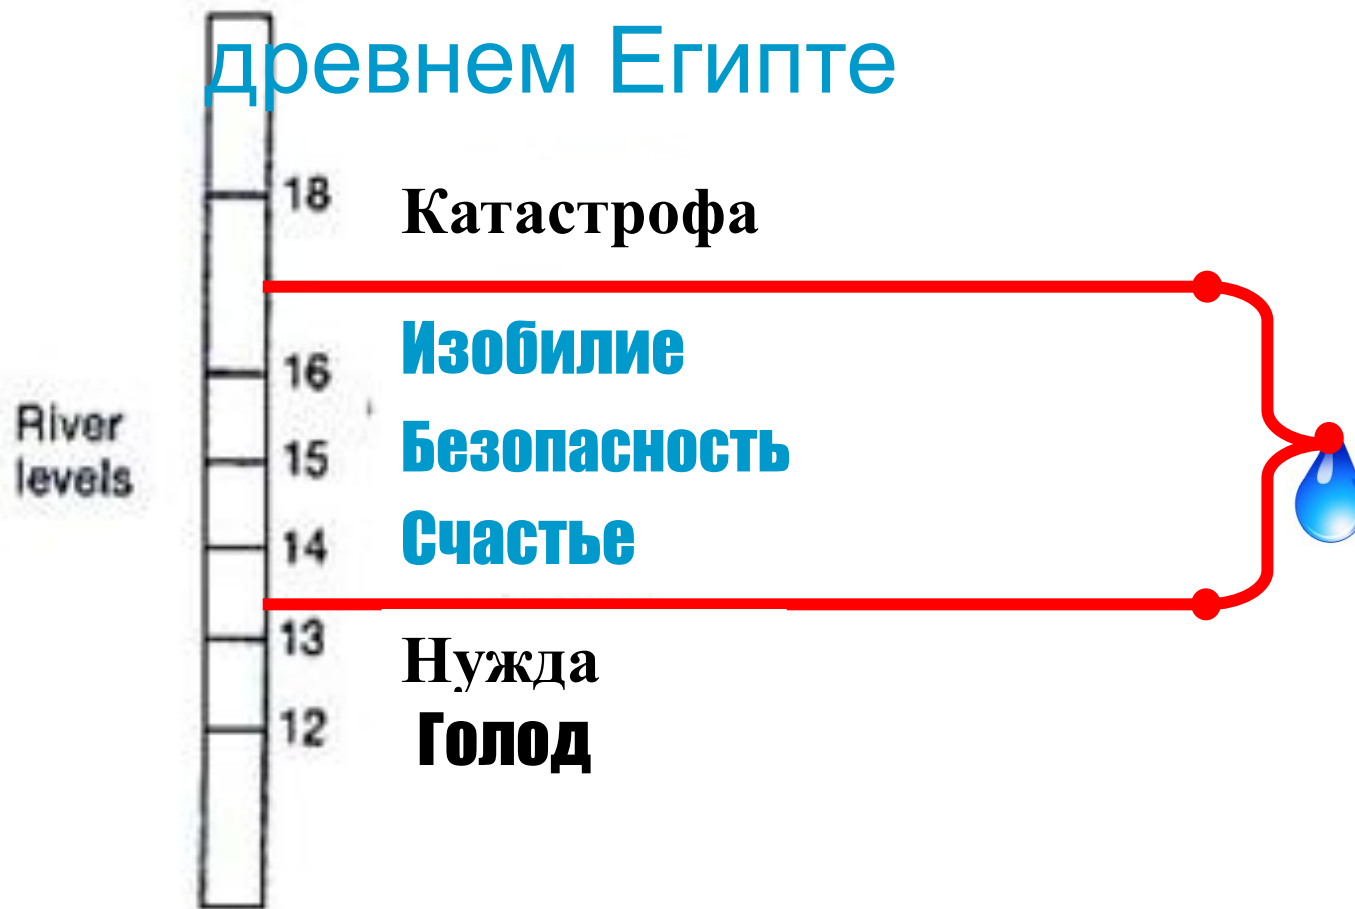 древнем Египте
18
Катастрофа
Изобилие
16
River
levels
15
Безопасность
14
Счастье
13
Нужда
12
Голод